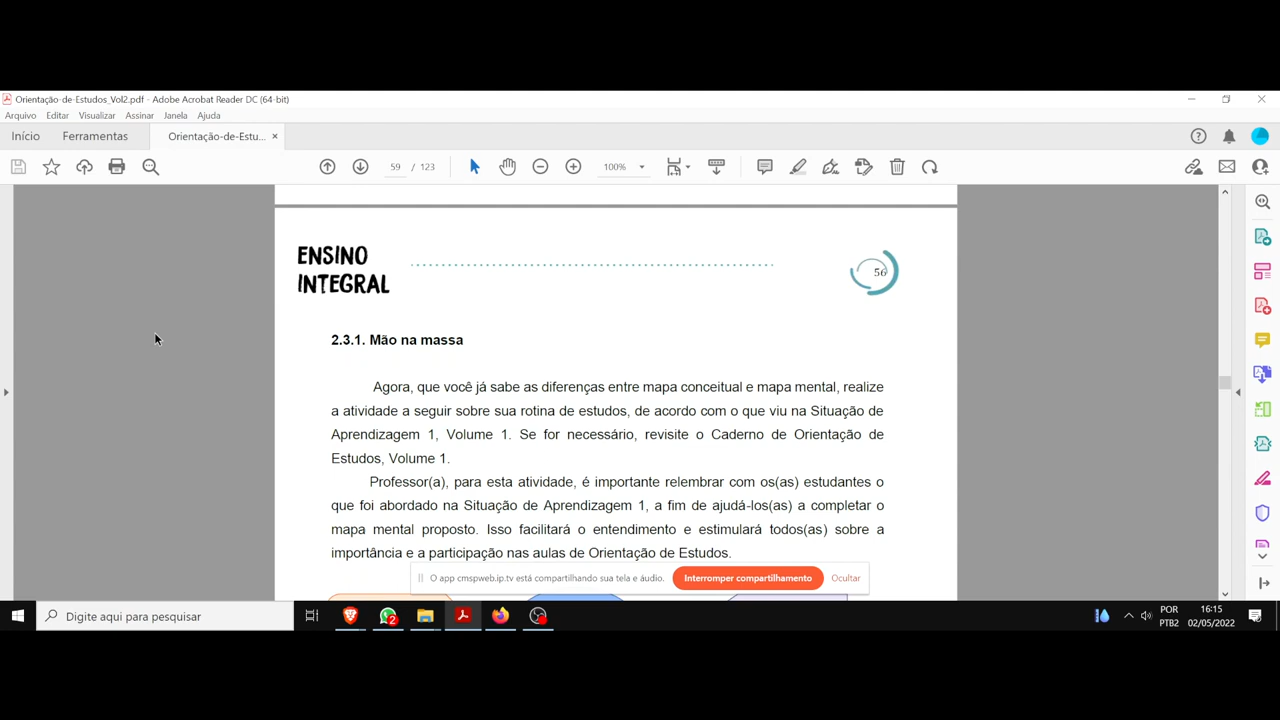 Orientação-de-Estudos_Vol2.pdf - Adobe Acrobat Reader DC (64-bit)
Arquivo Editar Visualizar Assinar Janela Ajuda
Início Ferramentas Orientação-de-Estu... ×
59 / 123 100%
ENSINO
INTEGRAL
56
2.3.1. Mão na massa
Agora, que você já sabe as diferenças entre mapa conceitual e mapa mental, realize
a atividade a seguir sobre sua rotina de estudos, de acordo com o que viu na Situação de
Aprendizagem 1, Volume 1. Se for necessário, revisite o Caderno de Orientação de
Estudos, Volume 1.
Professor(a), para esta atividade, é importante relembrar com os(as) estudantes o
que foi abordado na Situação de Aprendizagem 1, a fim de ajudá-los(as) a completar o
mapa mental proposto. Isso facilitará o entendimento e estimulará todos(as) sobre a
importância e a participação nas aulas de Orientação de Estudos.
O app cmspweb.ip.tv está compartilhando sua tela e áudio. Interromper compartilhamento Ocultar
Digite aqui para pesquisar
2
POR
PTB2
16:15
02/05/2022